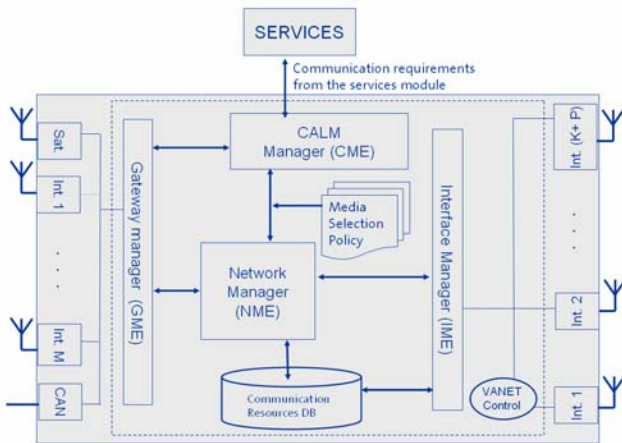 SERVICES
Communication requirements
from the services module
Sat.
Int. 1
. . .
Int. M
CAN
Gateway manager
(GME)
CALM
Manager (CME)
Media
Selection
Policy
Network
Manager
(NME)
Communication
Resources DB
Interface Manager (IME)
VANET
Control
Int. (K+ P)
. . .
Int. 2
Int. 1